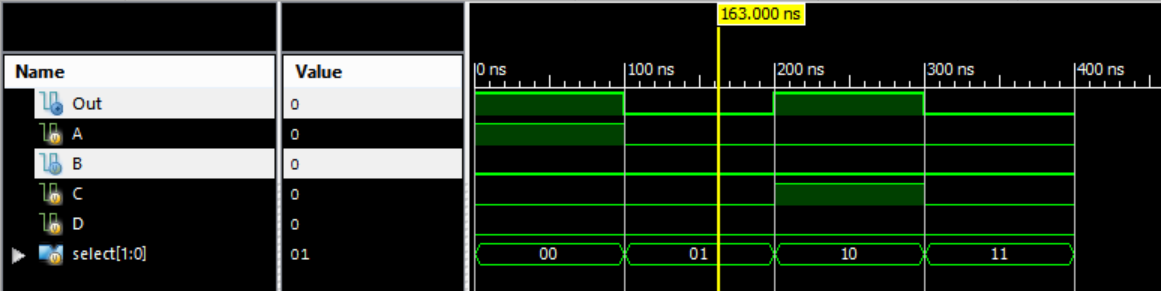 163.000 ns
Name Value 0 ns 100 ns 200 ns 300 ns 400 ns
Out 0
A 0
B 0
C 0
D 0
select[1:0] 01 00 01 10 11